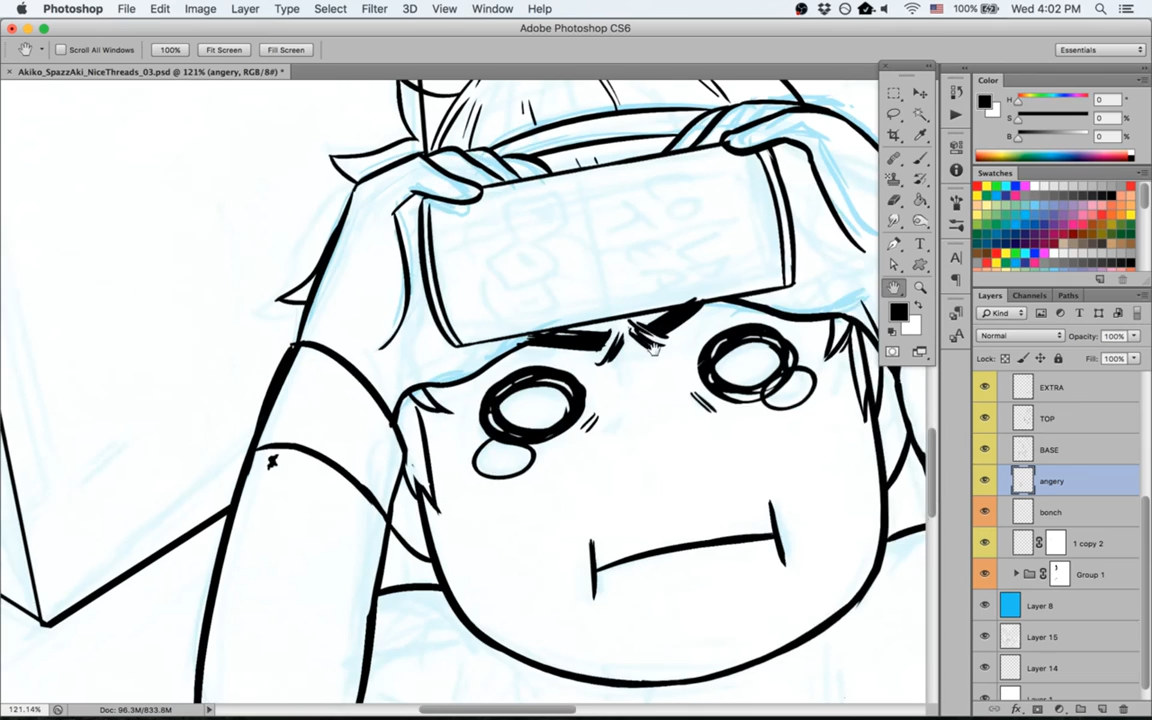 Photoshop File Edit Image Layer Type Select Filter 3D View Window Help 100% Wed 4:02 PM
Adobe Photoshop CS6
Scroll All Windows 100% Fit Screen Fill Screen Essentials
× Akiko_SpazzAki_NiceThreads_03.psd @ 121% (angery, RGB/8#) *
Color
H 0 °
S 0 %
B 0 %
Swatches
Layers Channels Paths
Kind
Normal Opacity: 100%
Lock: Fill: 100%
EXTRA
TOP
BASE
angery
bonch
1 copy 2
Group 1
Layer 8
Layer 15
Layer 14
121.14% Doc: 96.3M/833.8M